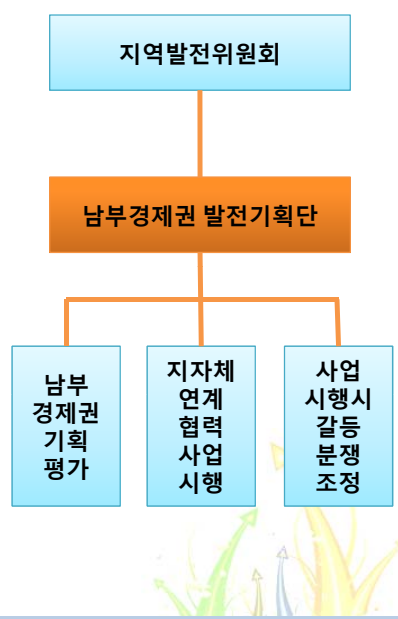 지역발전위원회
남부경제권 발전기획단
남부
경제권
기획
평가
지자체
연계
협력
사업
시행
사업
시행시
갈등
분쟁
조정